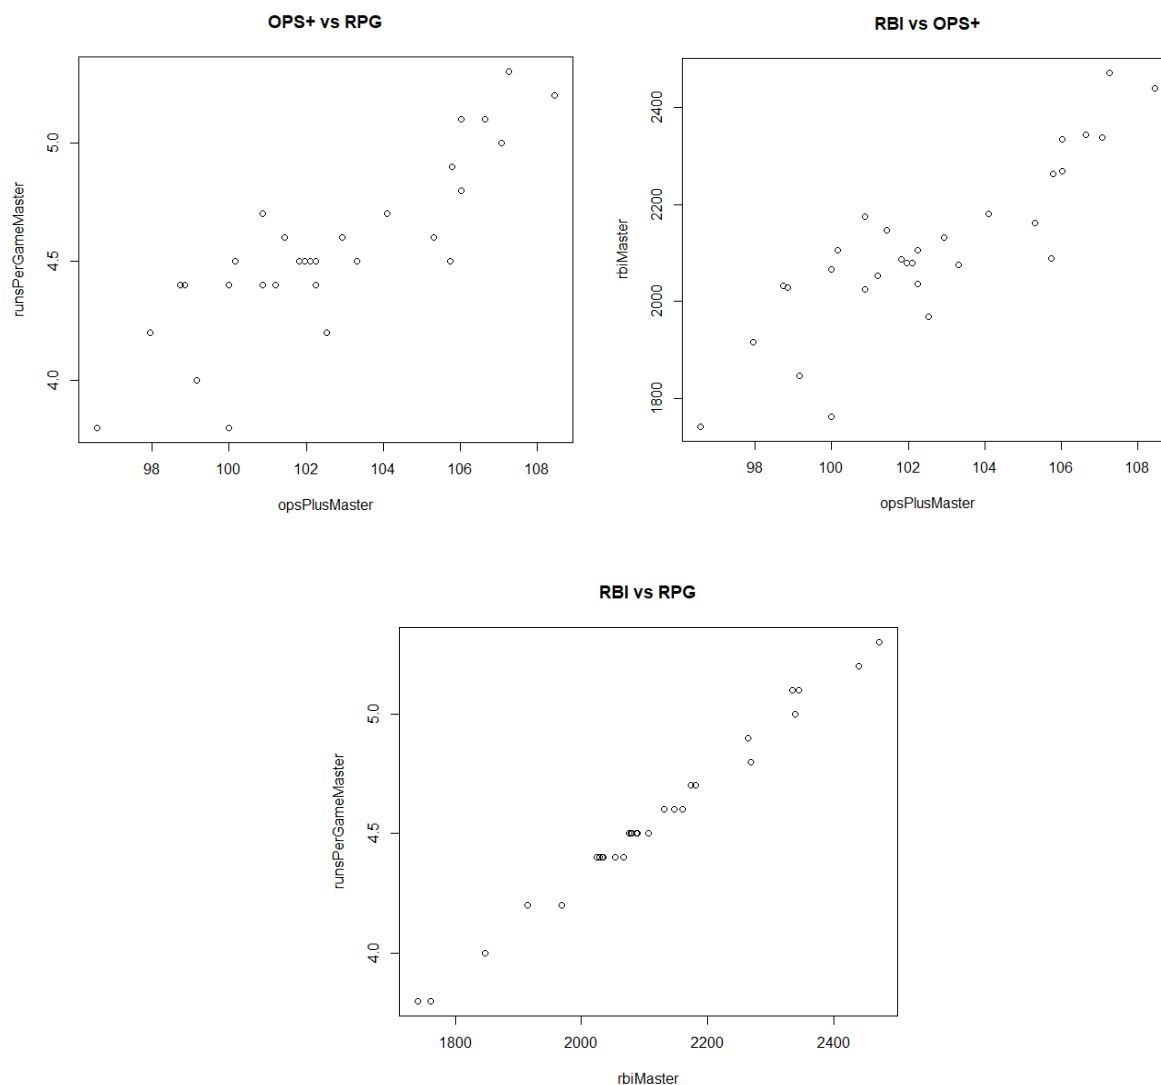 OPS+ vs RPG
runsPerGameMaster
5.0
4.5
4.0
98 100 102 104 106 108
opsPlusMaster
RBI vs OPS+
rbiMaster
2400
2200
2000
1800
98 100 102 104 106 108
opsPlusMaster
RBI vs RPG
runsPerGameMaster
5.0
4.5
4.0
1800 2000 2200 2400
rbiMaster